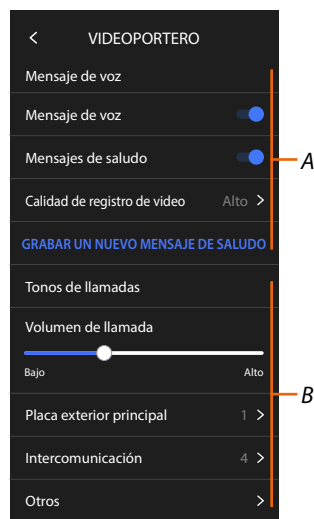 < VIDEOPORTERO
Mensaje de voz
Mensaje de voz
Mensajes de saludo
A
Calidad de registro de video Alto >
GRABAR UN NUEVO MENSAJE DE SALUDO
Tonos de llamadas
Volumen de llamada
Bajo Alto
B
Placa exterior principal 1 >
Intercomunicación 4 >
Otros >